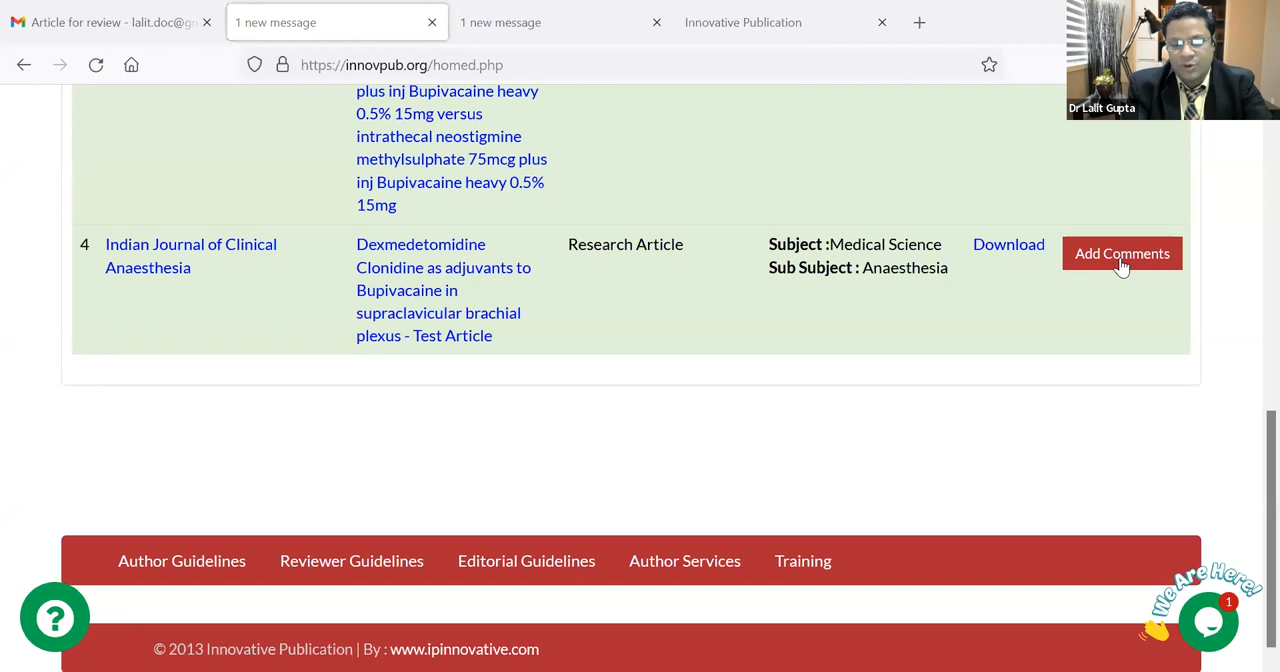 Article for review - lalit.doc@gr
1 new message
1 new message
Innovative Publication
https://innovpub.org/homed.php
Dr Lalit Gupta
plus inj Bupivacaine heavy
0.5% 15mg versus
intrathecal neostigmine
methylsulphate 75mcg plus
inj Bupivacaine heavy 0.5%
15mg
4 Indian Journal of Clinical Dexmedetomidine Research Article Subject :Medical Science Download Add Comments
Anaesthesia Clonidine as adjuvants to Sub Subject : Anaesthesia
Bupivacaine in
supraclavicular brachial
plexus - Test Article
Author Guidelines Reviewer Guidelines Editorial Guidelines Author Services Training
We Are Here!
?
1
© 2013 Innovative Publication | By : www.ipinnovative.com